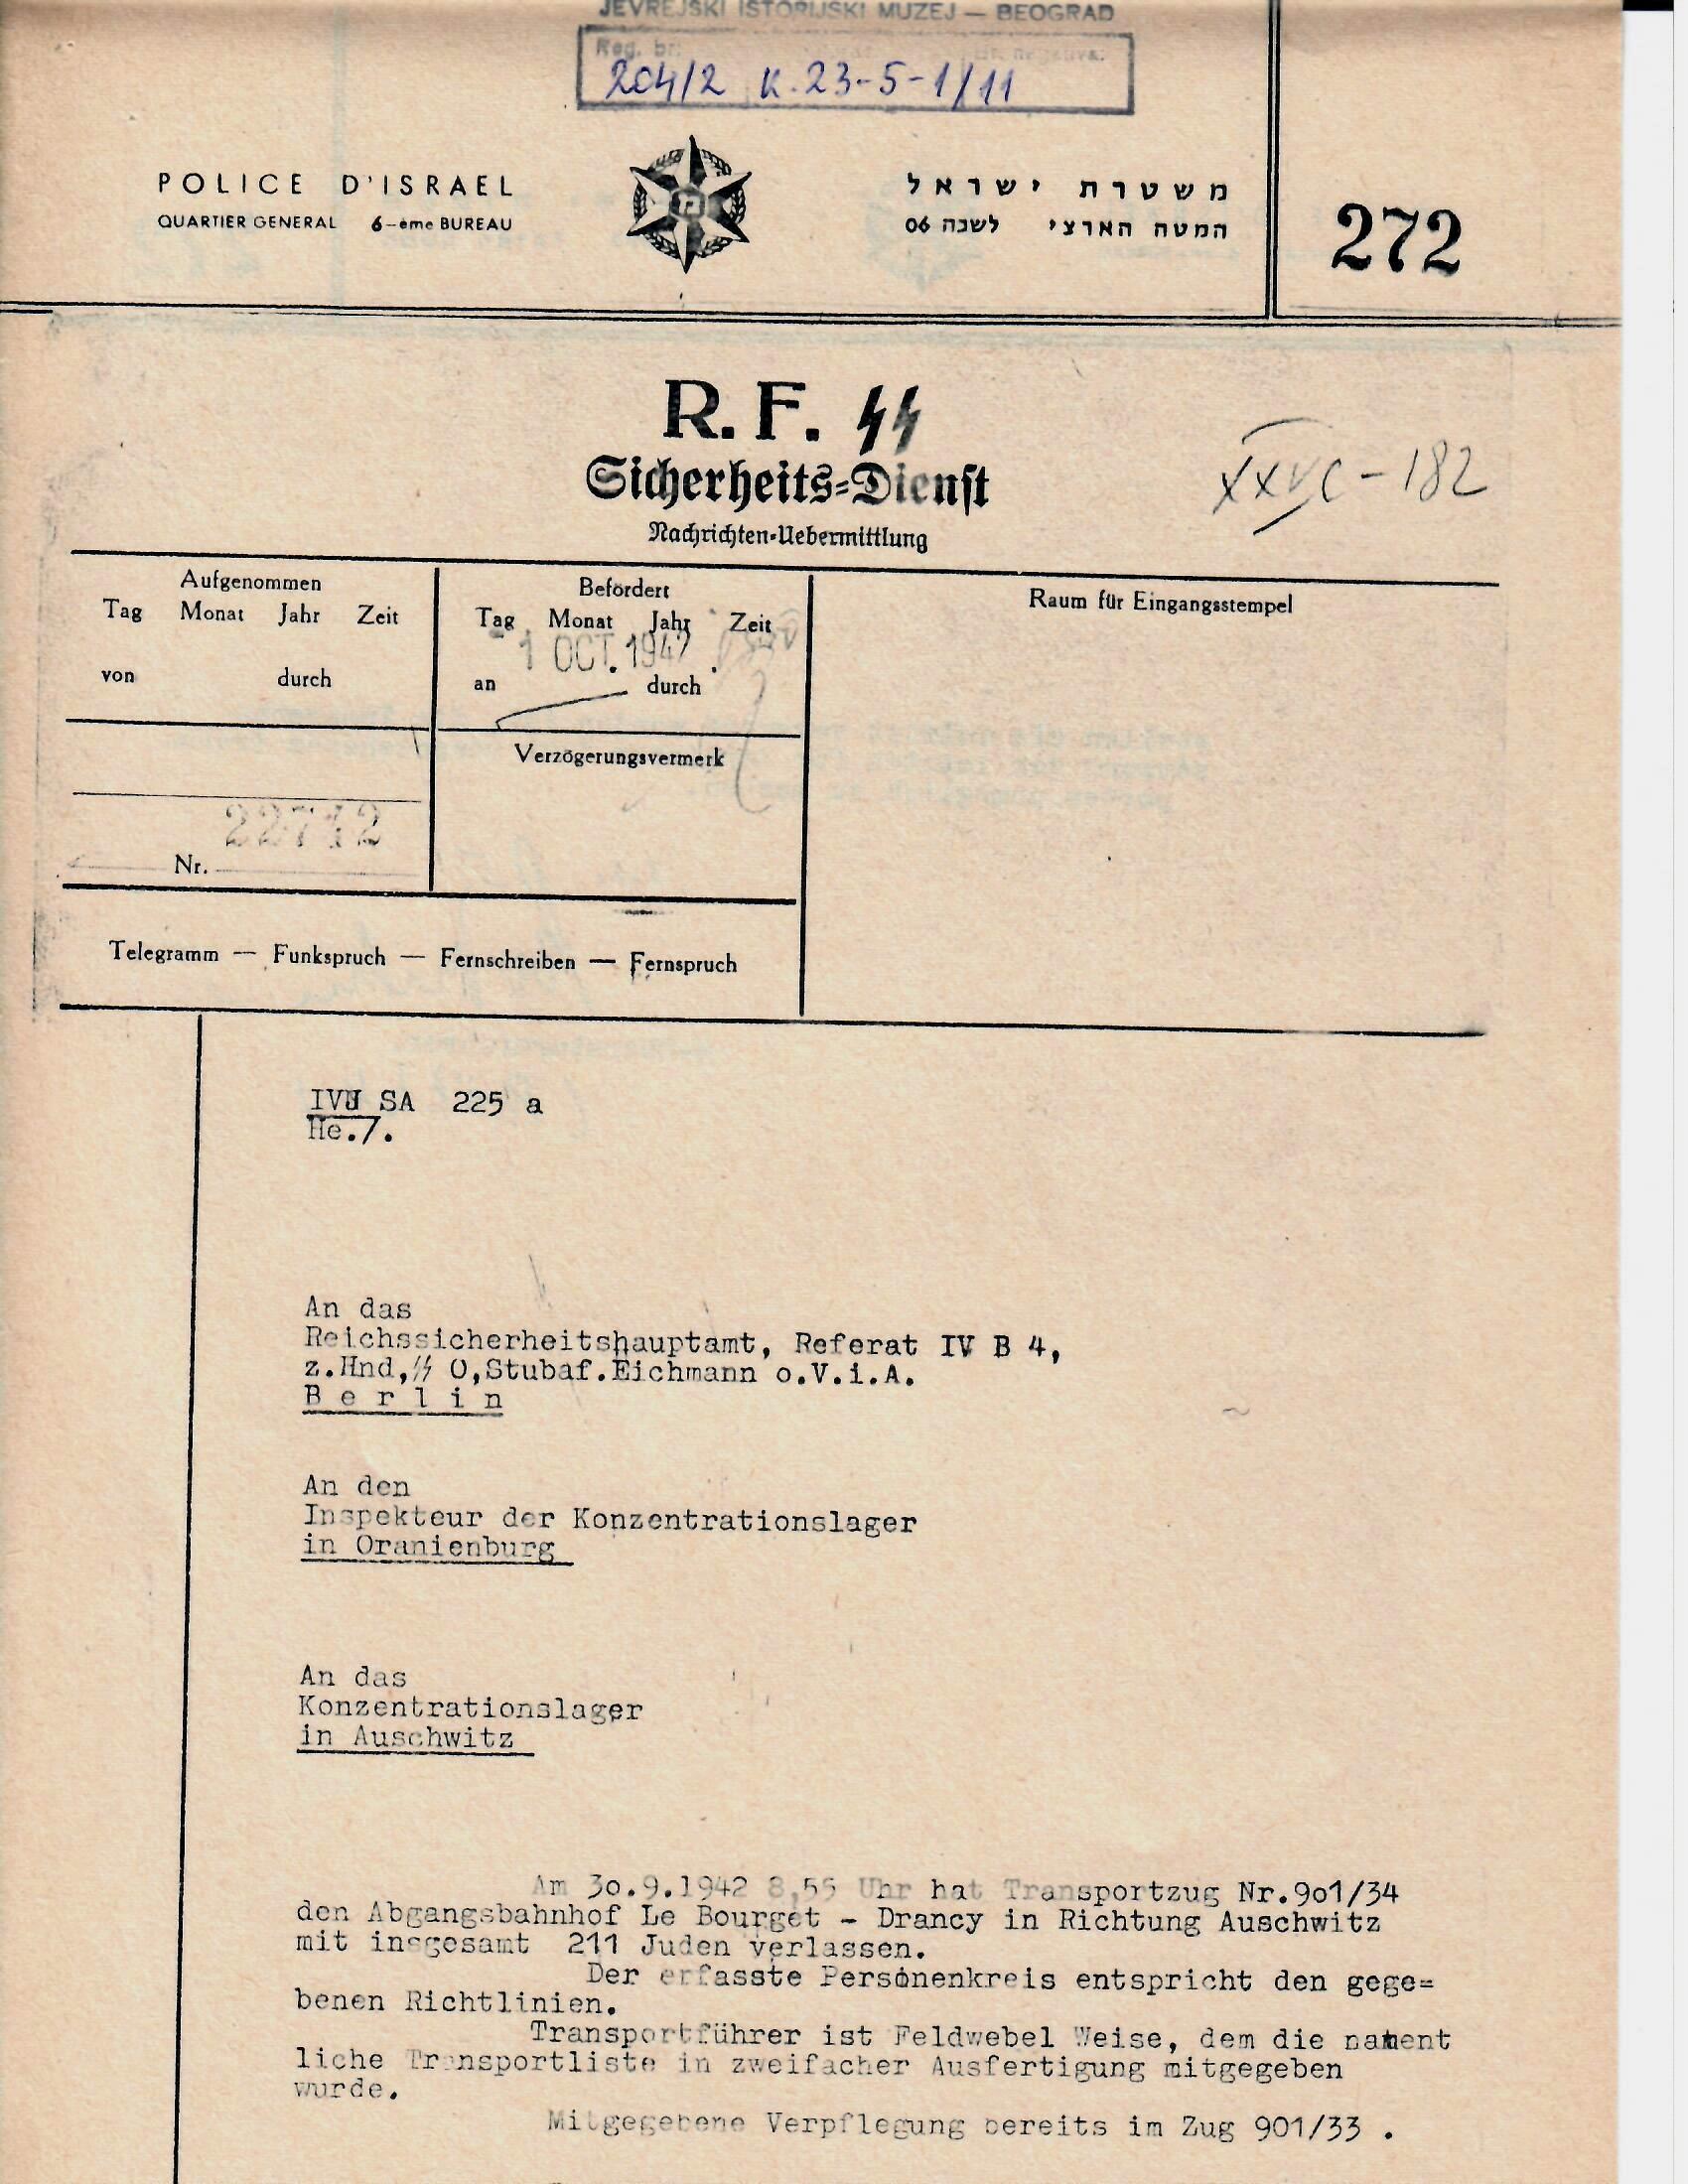 JEVREJSKI ISTORIJSKI MUZEJ — BEOGRAD
Reg. br.
204/2 K.23-5-1/11
POLICE D'ISRAEL
QUARTIER GENERAL 6-ème BUREAU
משטרת ישראל
המטה הארצי לשכה 06
272
R.F. SS
Sicherheits-Dienst
Nachrichten-Uebermittlung
XXVc-182
Aufgenommen
Tag Monat Jahr Zeit
von durch
Befördert
Tag Monat Jahr Zeit
1 OCT. 1942
an durch
Raum für Eingangsstempel
Verzögerungsvermerk
Nr.
Telegramm — Funkspruch — Fernschreiben — Fernspruch
IVJ SA 225 a
He.7.
An das
Reichssicherheitshauptamt, Referat IV B 4,
z.Hnd,SS O,Stubaf.Eichmann o.V.i.A.
B e r l i n
An den
Inspekteur der Konzentrationslager
in Oranienburg
An das
Konzentrationslager
in Auschwitz
Am 3o.9.1942 8,55 Uhr hat Transportzug Nr.9o1/34
den Abgangsbahnhof Le Bourget - Drancy in Richtung Auschwitz
mit insgesamt 211 Juden verlassen.
Der erfasste Personenkreis entspricht den gege=
benen Richtlinien.
Transportführer ist Feldwebel Weise, dem die nament
liche Transportliste in zweifacher Ausfertigung mitgegeben
wurde.
Mitgegebene Verpflegung bereits im Zug 901/33 .